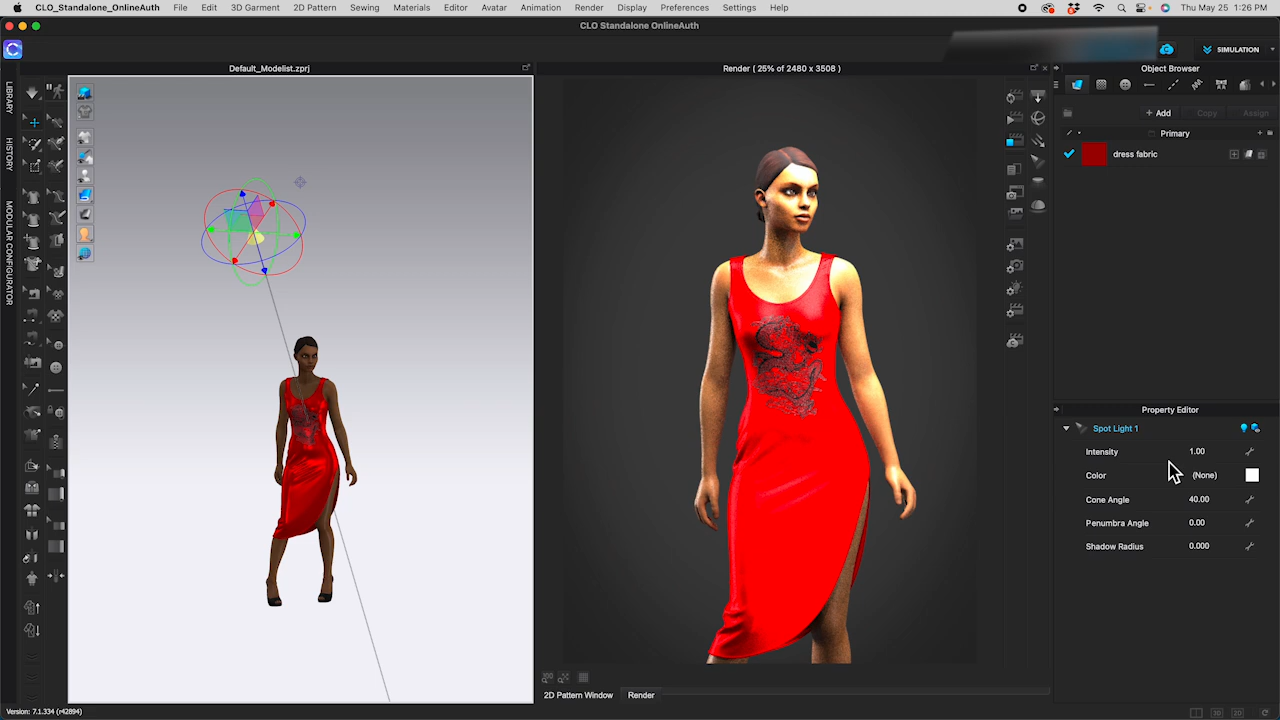 CLO_Standalone_OnlineAuth File Edit 3D Garment 2D Pattern Sewing Materials Editor Avatar Animation Render Display Preferences Settings Help Thu May 25 1:26 PM
CLO Standalone OnlineAuth
SIMULATION
Default_Modelist.zprj
Render ( 25% of 2480 x 3508 )
Object Browser
LIBRARY
HISTORY
MODULAR CONFIGURATOR
+ Add Copy Assign
Primary
dress fabric
Property Editor
Spot Light 1
Intensity 1.00
Color (None)
Cone Angle 40.00
Penumbra Angle 0.00
Shadow Radius 0.000
2D Pattern Window Render
Version: 7.1.334 (r42894)